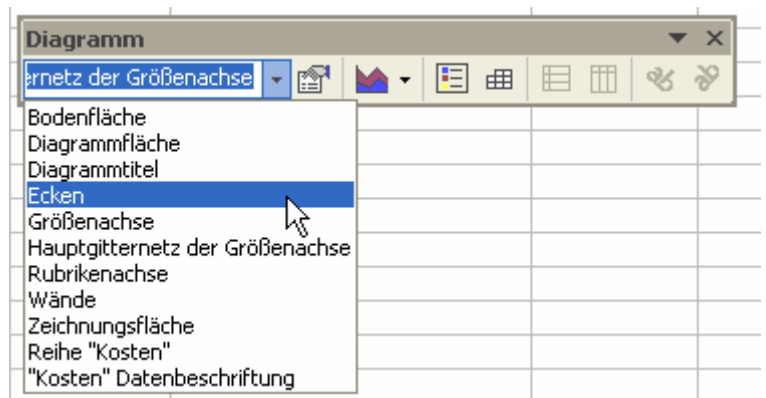 Diagramm
ernetz der Größenachse
Bodenfläche
Diagrammfläche
Diagrammtitel
Ecken
Größenachse
Hauptgitternetz der Größenachse
Rubrikenachse
Wände
Zeichnungsfläche
Reihe "Kosten"
"Kosten" Datenbeschriftung